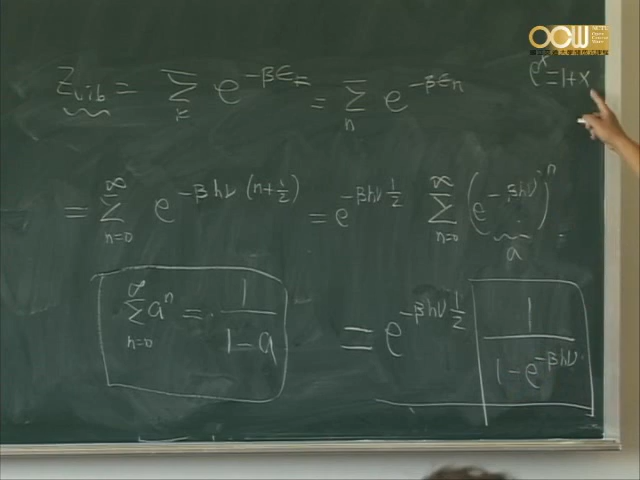 OCW
Z_vib = Σ_r e^{-βε_r} = Σ_n e^{-βε_n}
e^x = 1 + x
= Σ_{n=0}^{∞} e^{-βhν(n+1/2)} = e^{-βhν 1/2} Σ_{n=0}^{∞} (e^{-βhν})^n
a
Σ_{n=0}^{∞} a^n = 1/(1-a)
= e^{-βhν 1/2} 1/(1-e^{-βhν})